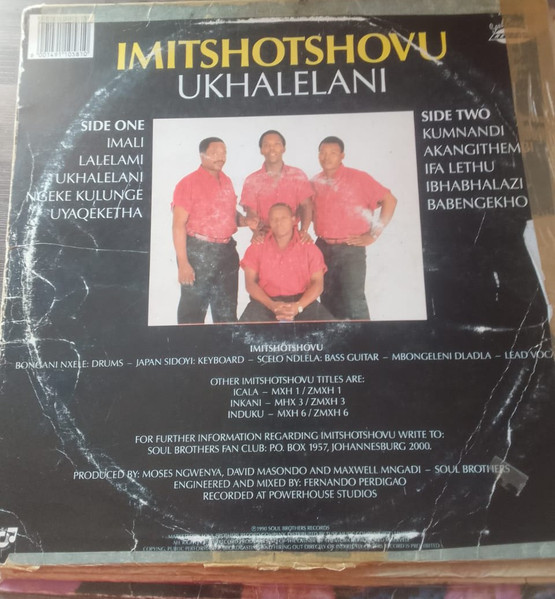 IMITSHOTSHOVU
UKHALELANI
SIDE ONE
IMALI
LALELAMI
UKHALELANI
NGEKE KULUNGE
UYAQEKETHA
SIDE TWO
KUMNANDI
AKANGITHEM
IFA LETHU
IBHABHALAZI
BABENGEKHO
IMITSHOTSHOVU
BONGANI NXELE: DRUMS – JAPAN SIDOYI: KEYBOARD – SCELO NDLELA: BASS GUITAR – MBONGELENI DLADLA – LEAD VOC
OTHER IMITSHOTSHOVU TITLES ARE:
ICALA – MXH 1 / ZMXH 1
INKANI – MHX 3 / ZMXH 3
INDUKU – MXH 6 / ZMXH 6
FOR FURTHER INFORMATION REGARDING IMITSHOTSHOVU WRITE TO:
SOUL BROTHERS FAN CLUB: P.O. BOX 1957, JOHANNESBURG 2000.
PRODUCED BY: MOSES NGWENYA, DAVID MASONDO AND MAXWELL MNGADI – SOUL BROTHERS
ENGINEERED AND MIXED BY: FERNANDO PERDIGAO
RECORDED AT POWERHOUSE STUDIOS
SOUL BROTHERS RECORDS